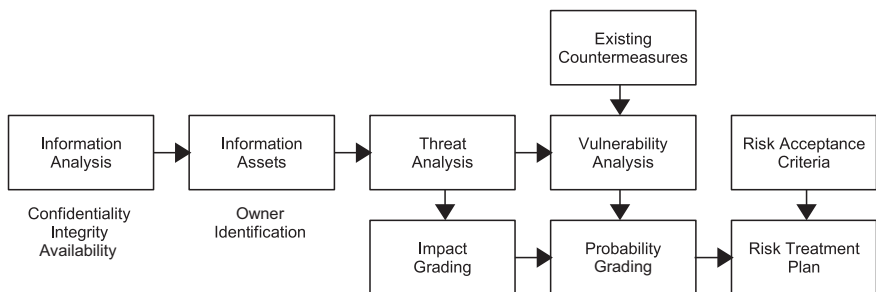 Existing
Countermeasures
Information
Analysis
Information
Assets
Threat
Analysis
Vulnerability
Analysis
Risk Acceptance
Criteria
Confidentiality
Integrity
Availability
Owner
Identification
Impact
Grading
Probability
Grading
Risk Treatment
Plan